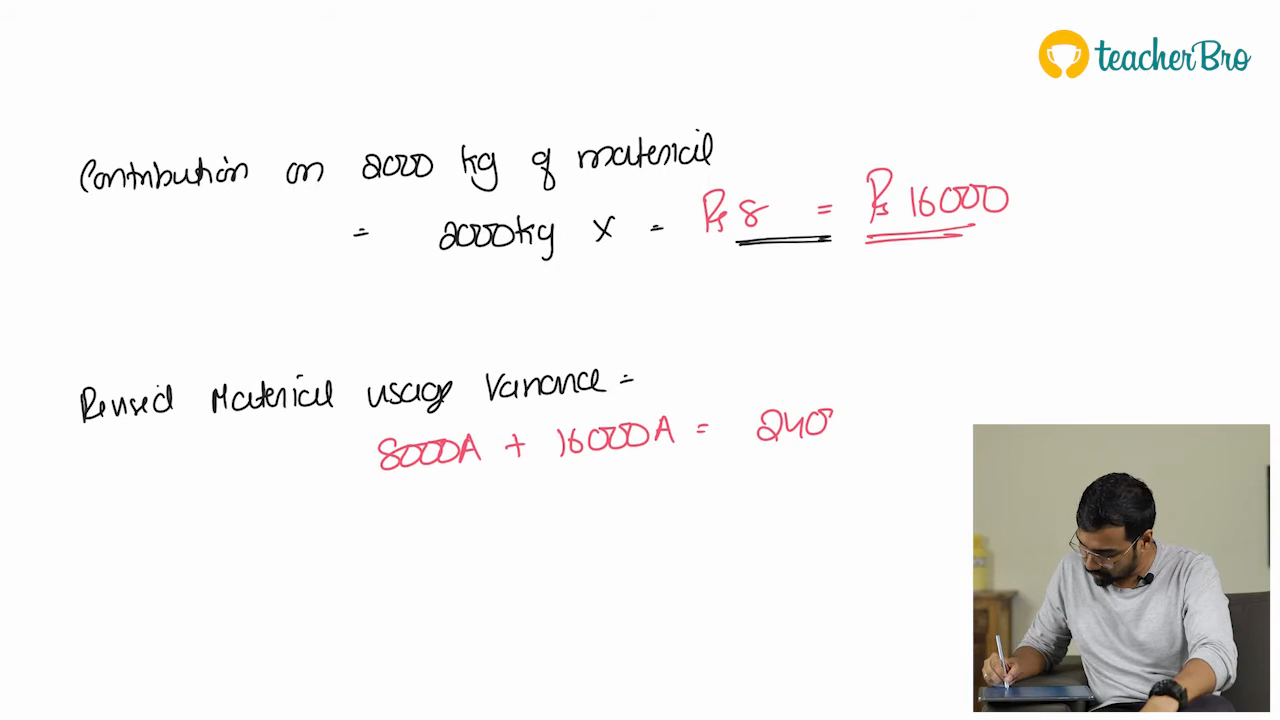 teacherBro
Contribution on 2000 kg of material
= 2000kg X = Rs 8 = Rs 16000
Revised Material usage Variance =
8000A + 16000A = 240